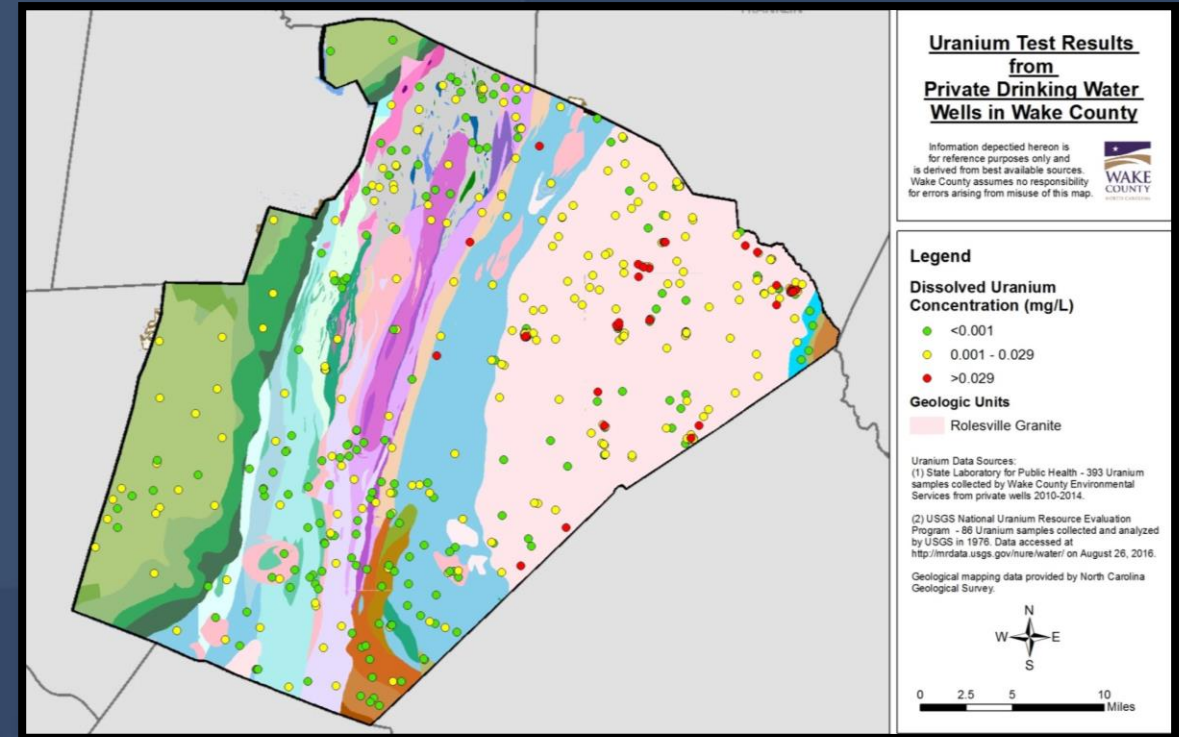 Uranium Test Results
from
Private Drinking Water
Wells in Wake County
Information depectied hereon is
for reference purposes only and
is derived from best available sources.
Wake County assumes no responsibility
for errors arising from misuse of this map.
WAKE
COUNTY
NORTH CAROLINA
Legend
Dissolved Uranium
Concentration (mg/L)
<0.001
0.001 - 0.029
>0.029
Geologic Units
Rolesville Granite
Uranium Data Sources:
(1) State Laboratory for Public Health - 393 Uranium
samples collected by Wake County Environmental
Services from private wells 2010-2014.
(2) USGS National Uranium Resource Evaluation
Program - 86 Uranium samples collected and analyzed
by USGS in 1976. Data accessed at
http://mrdata.usgs.gov/nure/water/ on August 26, 2016.
Geological mapping data provided by North Carolina
Geological Survey.
N
W E
S
0 2.5 5 10
Miles